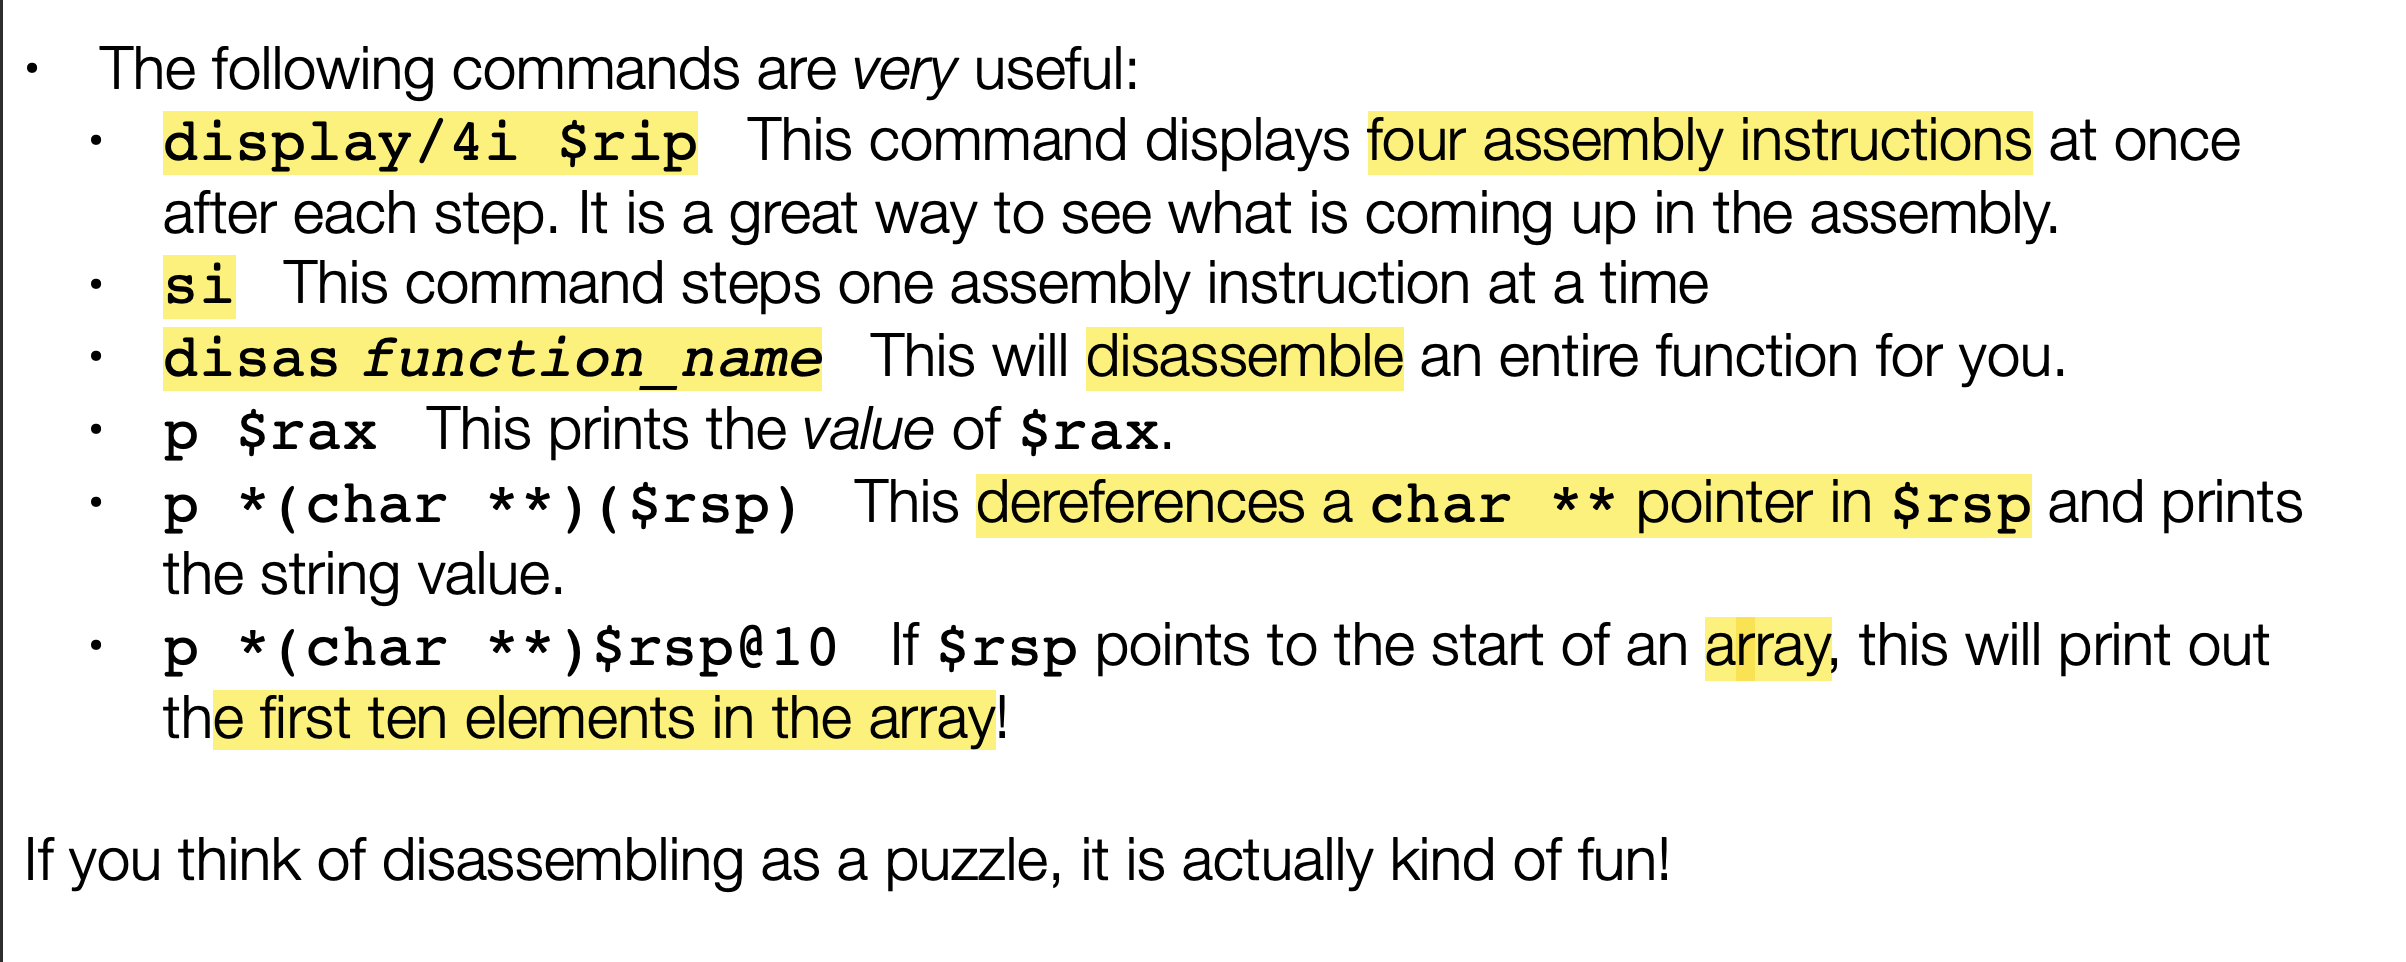 • The following commands are very useful:
• display/4i $rip This command displays four assembly instructions at once
after each step. It is a great way to see what is coming up in the assembly.
• si This command steps one assembly instruction at a time
• disas function_name This will disassemble an entire function for you.
• p $rax This prints the value of $rax.
• p *(char **)($rsp) This dereferences a char ** pointer in $rsp and prints
the string value.
• p *(char **)$rsp@10 If $rsp points to the start of an array, this will print out
the first ten elements in the array!
If you think of disassembling as a puzzle, it is actually kind of fun!